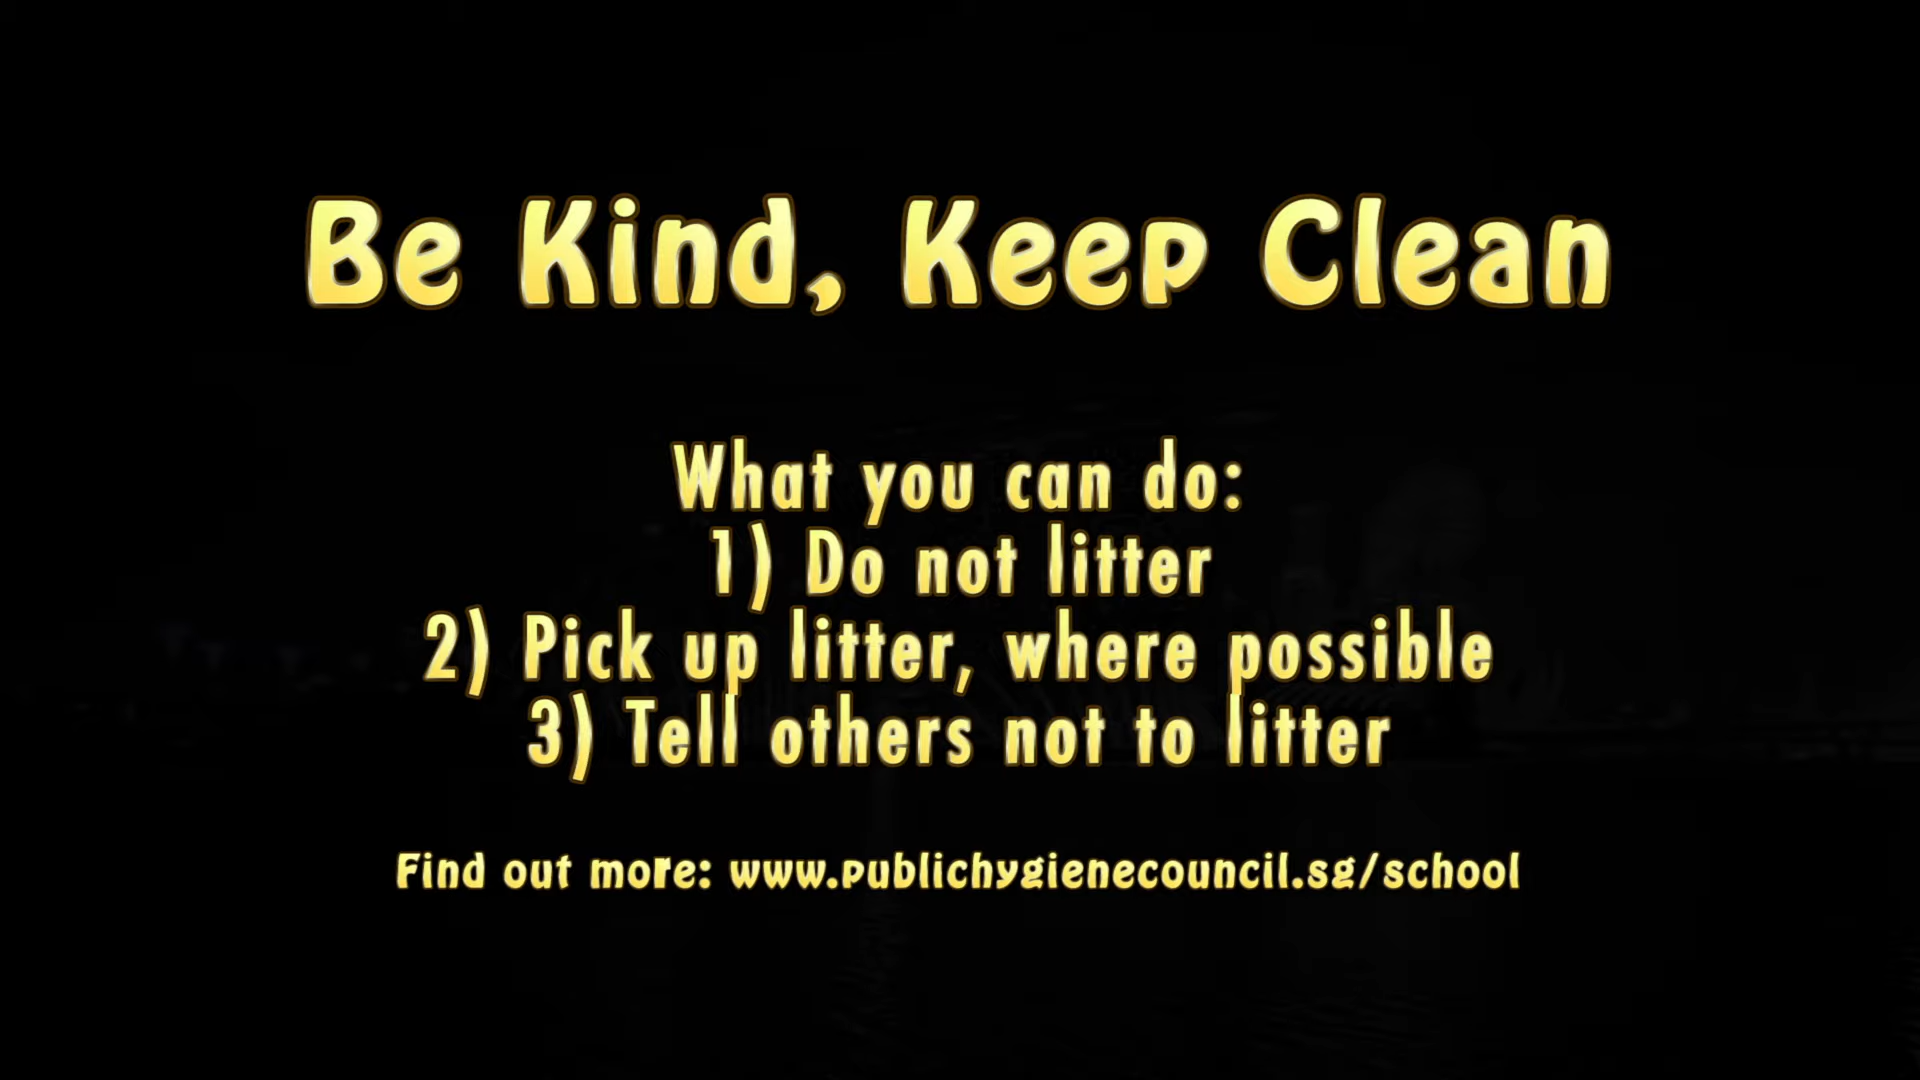 Be Kind, Keep Clean
What you can do:
1) Do not litter
2) Pick up litter, where possible
3) Tell others not to litter
Find out more: www.publichygienecouncil.sg/school